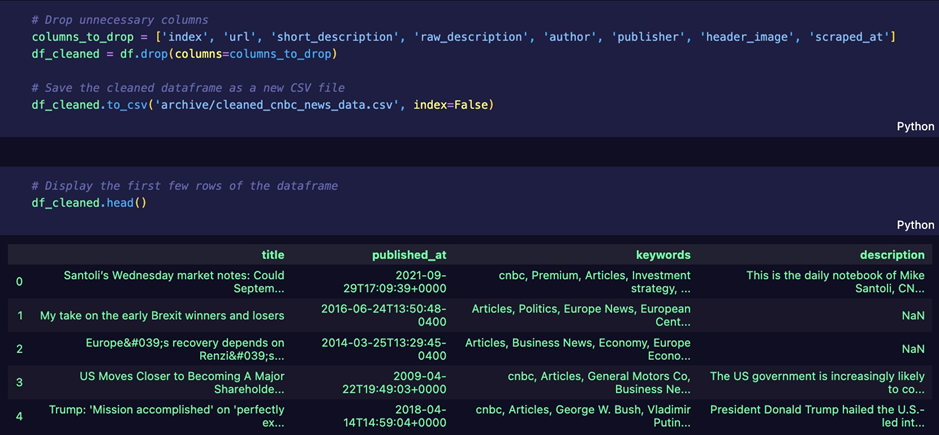 # Drop unnecessary columns
columns_to_drop = ['index', 'url', 'short_description', 'raw_description', 'author', 'publisher', 'header_image', 'scraped_at']
df_cleaned = df.drop(columns=columns_to_drop)
# Save the cleaned dataframe as a new CSV file
df_cleaned.to_csv('archive/cleaned_cnbc_news_data.csv', index=False)
Python
# Display the first few rows of the dataframe
df_cleaned.head()
Python
title published_at keywords description
Santoli's Wednesday market notes: Could 2021-09- cnbc, Premium, Articles, Investment This is the daily notebook of Mike
0
Septem... 29T17:09:39+0000 strategy, ... Santoli, CN...
2016-06-24T13:50:48- Articles, Politics, Europe News, European
1 My take on the early Brexit winners and losers NaN
0400 Cent...
Europe&#039;s recovery depends on 2014-03-25T13:29:45- Articles, Business News, Economy, Europe
2 NaN
Renzi&#039;s... 0400 Econo...
US Moves Closer to Becoming A Major 2009-04- cnbc, Articles, General Motors Co, The US government is increasingly likely
3
Shareholde... 22T19:49:03+0000 Business Ne... to co...
Trump: 'Mission accomplished' on 'perfectly 2018-04- cnbc, Articles, George W. Bush, Vladimir President Donald Trump hailed the U.S.-
4
ex... 14T14:59:04+0000 Putin... led int...